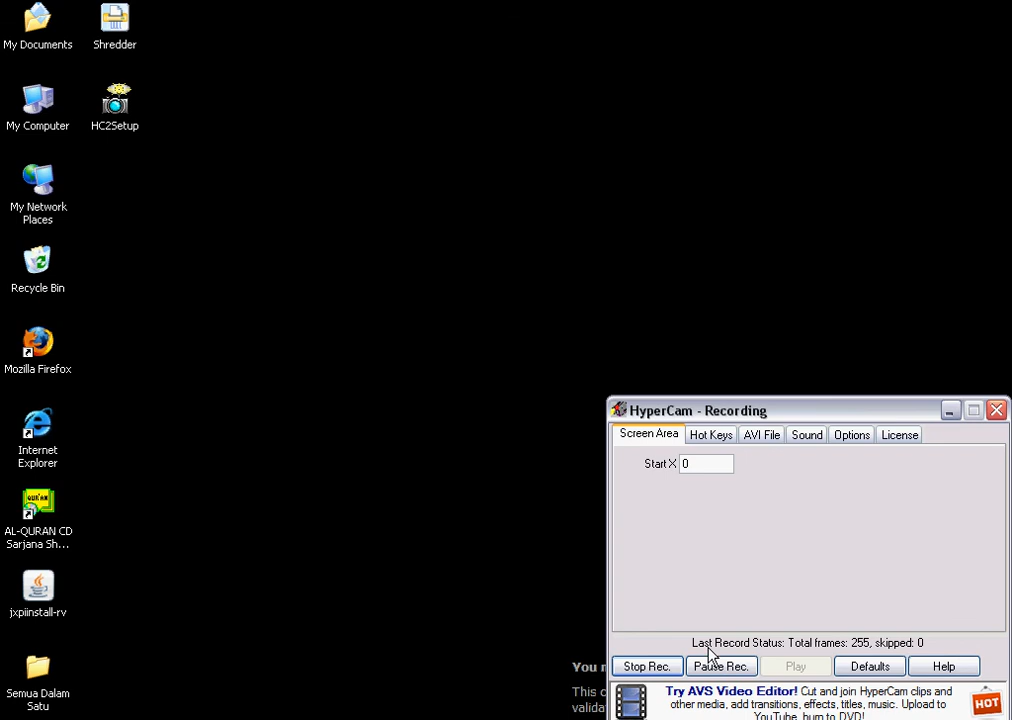 My Documents
Shredder
My Computer
HC2Setup
My Network
Places
Recycle Bin
Mozilla Firefox
Internet
Explorer
QUR'AN
AL-QURAN CD
Sarjana Sh...
jxpiinstall-rv
Semua Dalam
Satu
HyperCam - Recording
Screen Area
Hot Keys
AVI File
Sound
Options
License
Start X 0
Last Record Status: Total frames: 255, skipped: 0
Stop Rec.
Pause Rec.
Play
Defaults
Help
You
This
Try AVS Video Editor! Cut and join HyperCam clips and
other media, add transitions, effects, titles, music. Upload to
YouTube, burn to DVD!
HOT